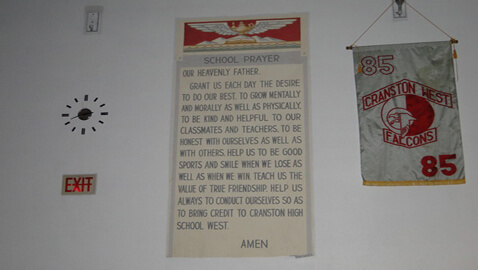 SCHOOL PRAYER
OUR HEAVENLY FATHER.
GRANT US EACH DAY THE DESIRE
TO DO OUR BEST. TO GROW MENTALLY
AND MORALLY AS WELL AS PHYSICALLY.
TO BE KIND AND HELPFUL TO OUR
CLASSMATES AND TEACHERS. TO BE
HONEST WITH OURSELVES AS WELL AS
WITH OTHERS. HELP US TO BE GOOD
SPORTS AND SMILE WHEN WE LOSE AS
WELL AS WHEN WE WIN. TEACH US THE
VALUE OF TRUE FRIENDSHIP. HELP US
ALWAYS TO CONDUCT OURSELVES SO AS
TO BRING CREDIT TO CRANSTON HIGH
SCHOOL WEST.
AMEN
EXIT
85
CRANSTON WEST
FALCONS
85